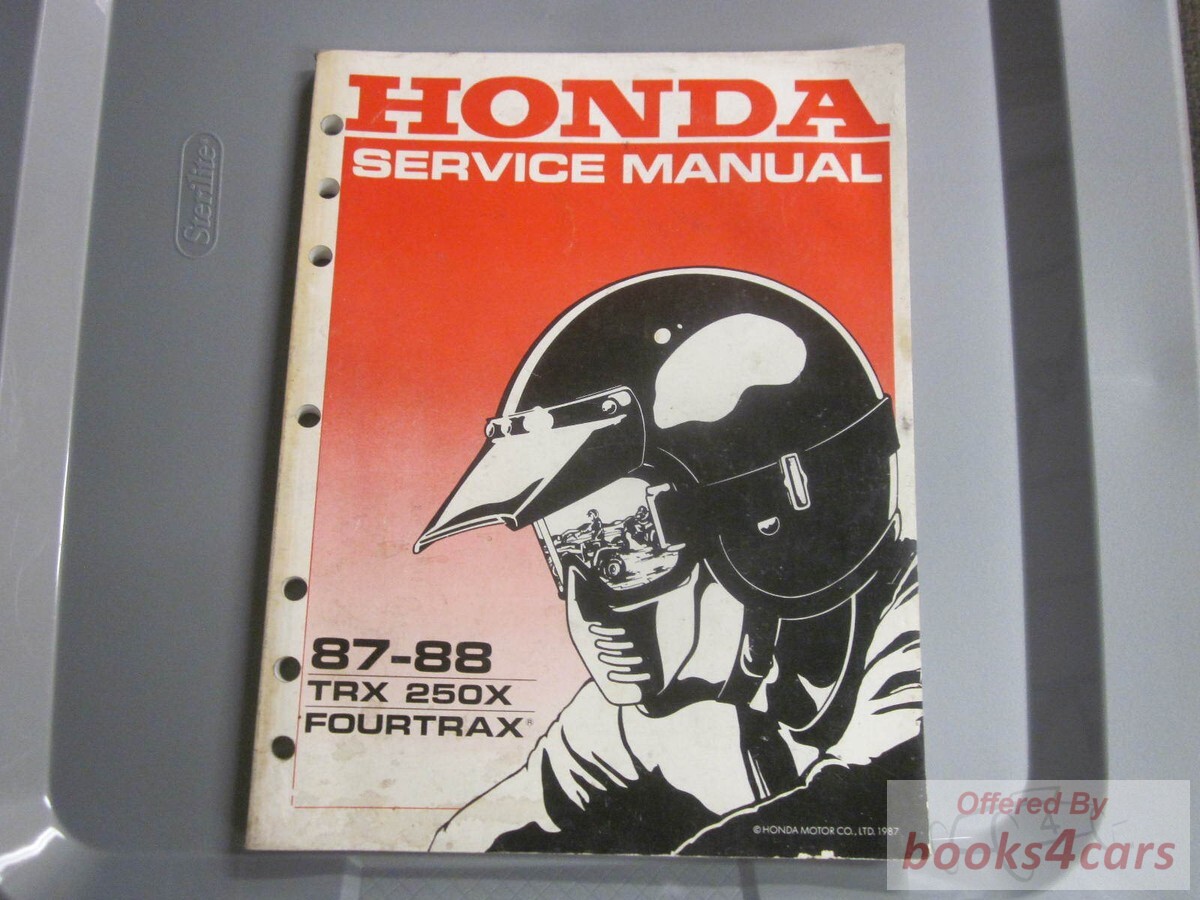 HONDA
SERVICE MANUAL
Sterilite
87-88
TRX 250X
FOURTRAX®
© HONDA MOTOR CO., LTD. 1987
Offered By
books4cars